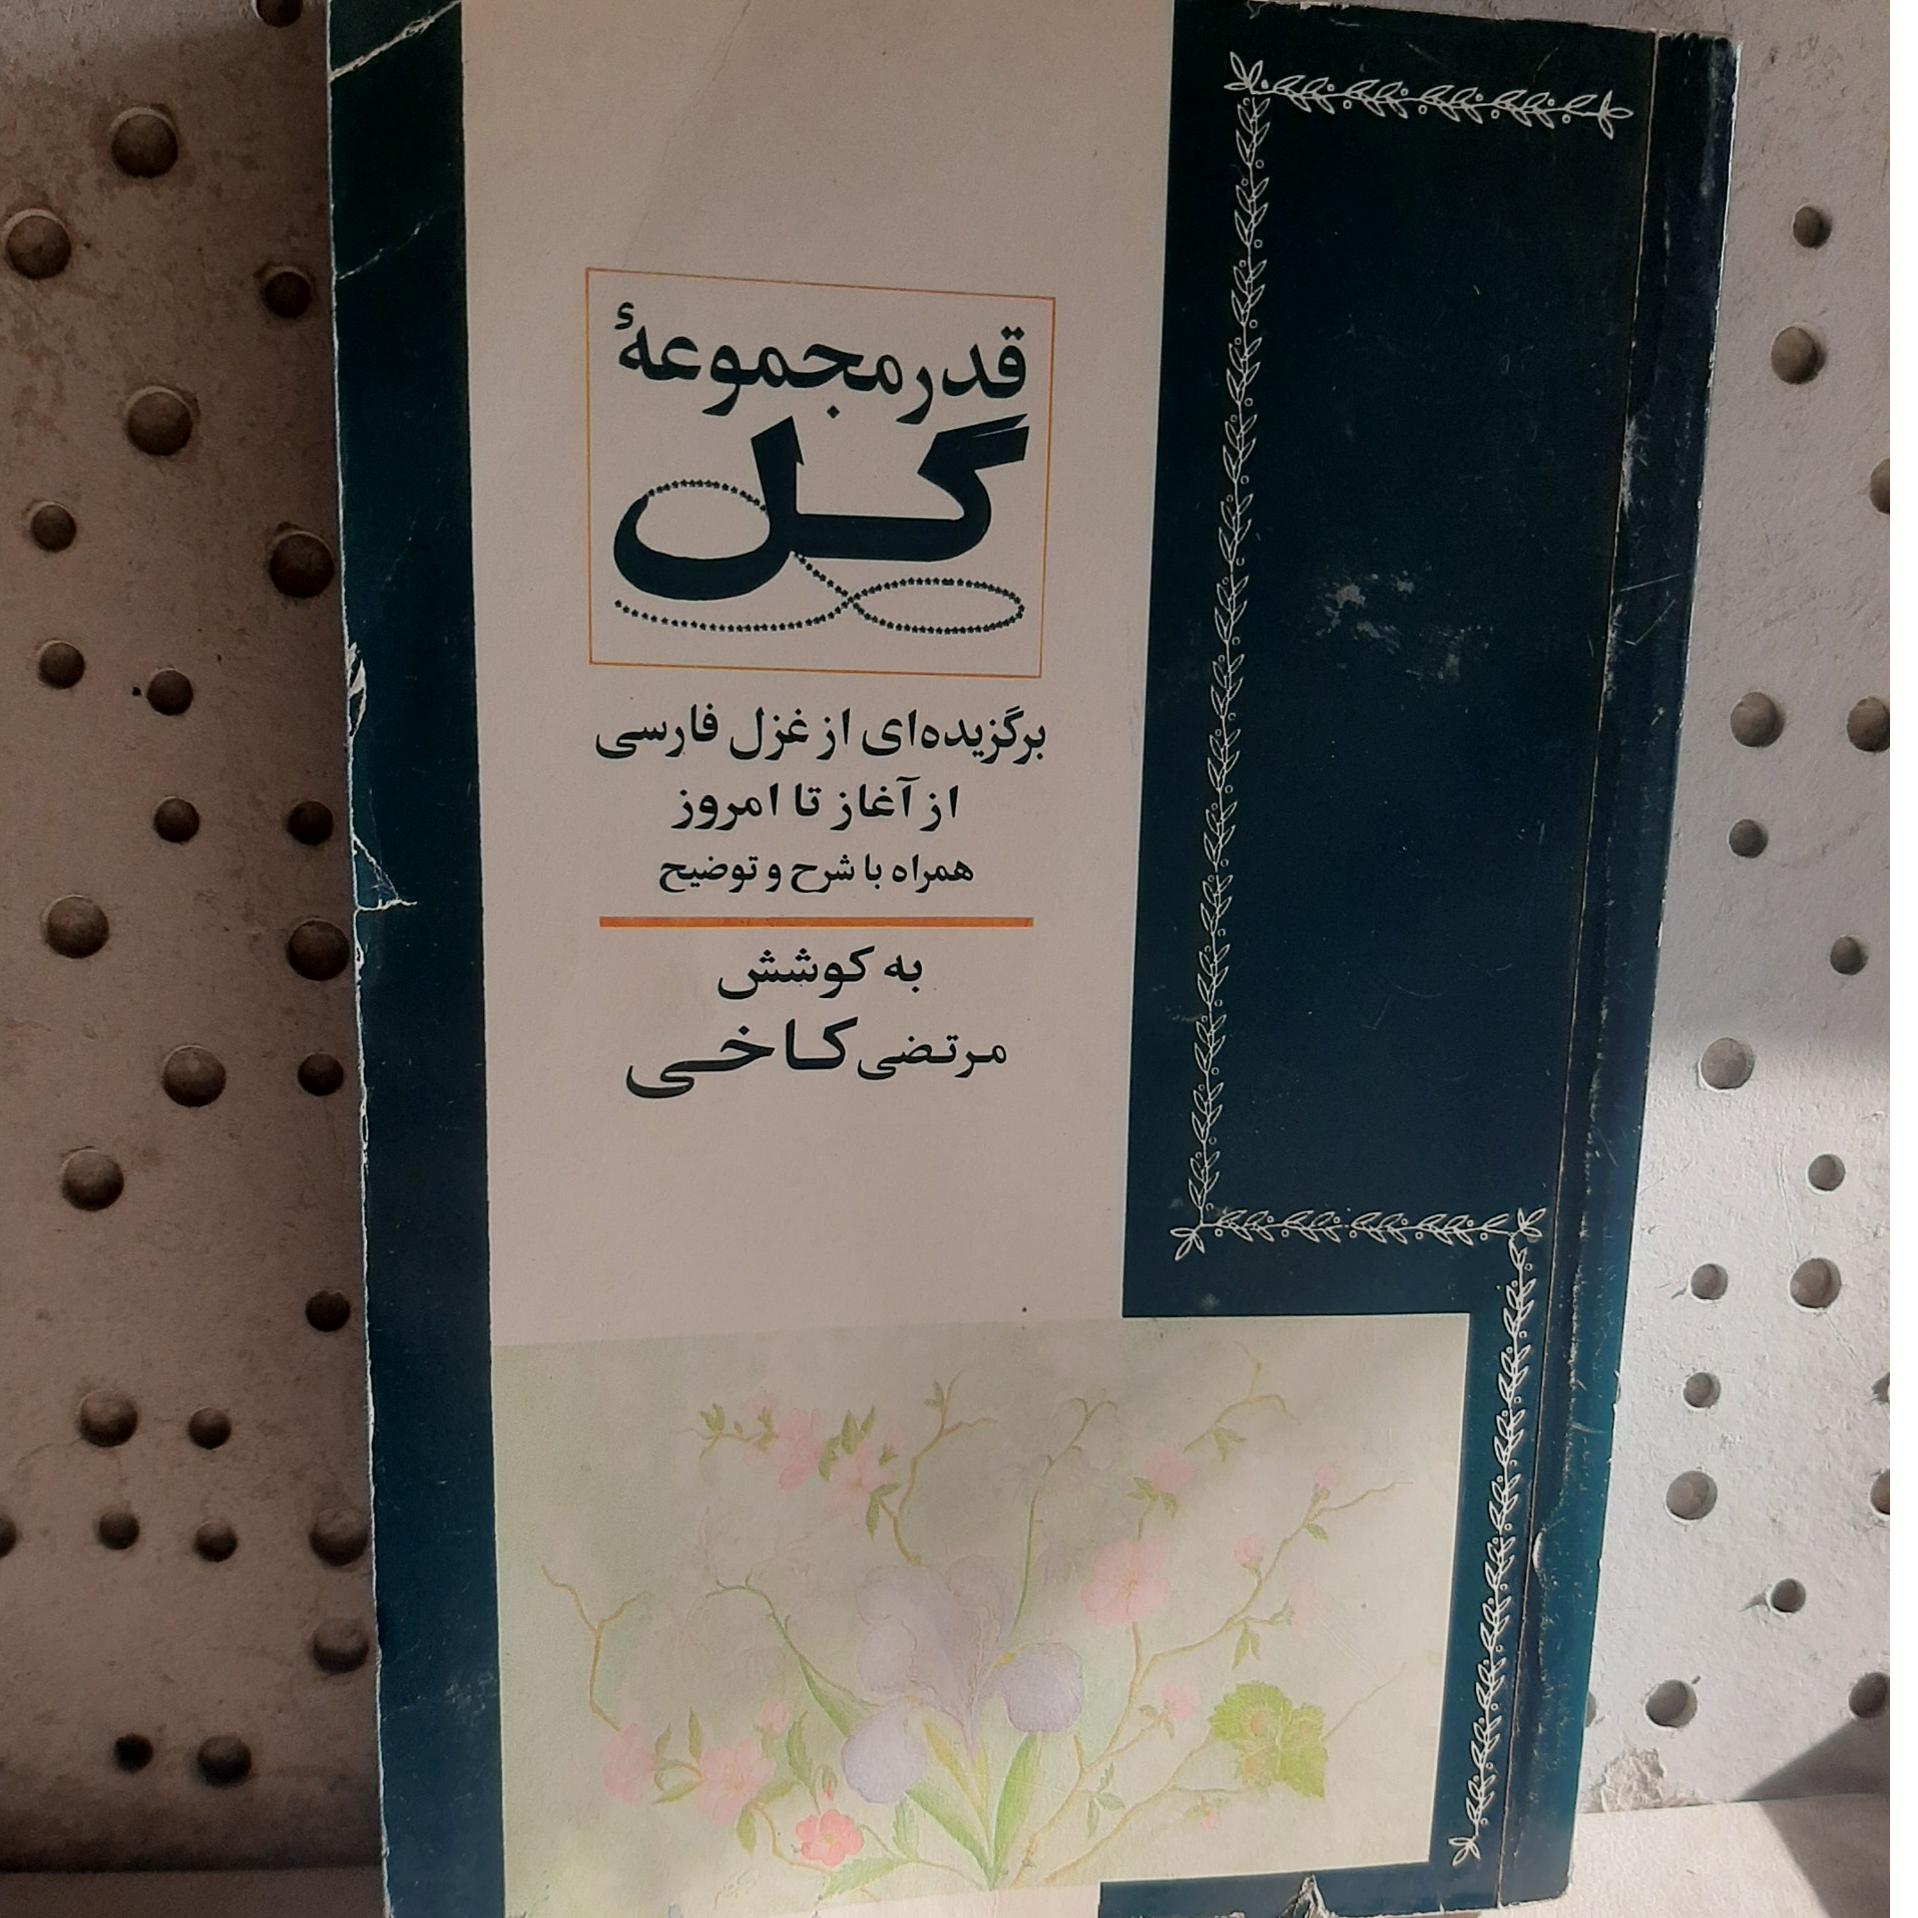 قدر مجموعهٔ
گل
برگزیده‌ای از غزل فارسی
از آغاز تا امروز
همراه با شرح و توضیح
به کوشش
مرتضی کاخی